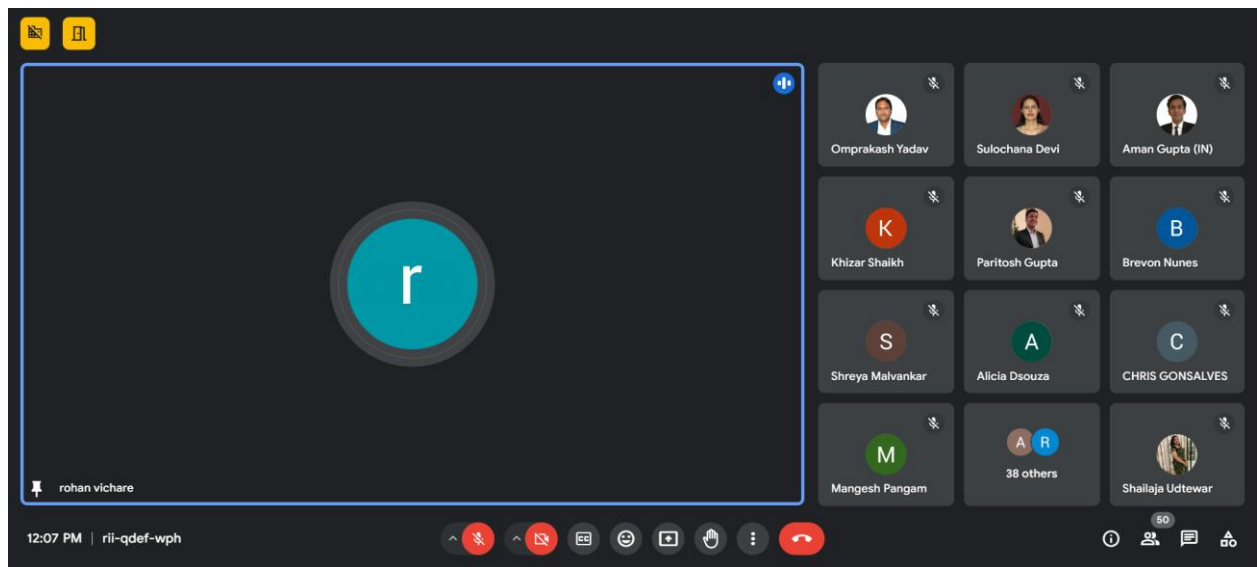 r
rohan vichare
Omprakash Yadav
Sulochana Devi
Aman Gupta (IN)
K
Khizar Shaikh
Paritosh Gupta
B
Brevon Nunes
S
Shreya Malvankar
A
Alicia Dsouza
C
CHRIS GONSALVES
M
Mangesh Pangam
A R
38 others
Shailaja Udtewar
12:07 PM | rii-qdef-wph
CC
50